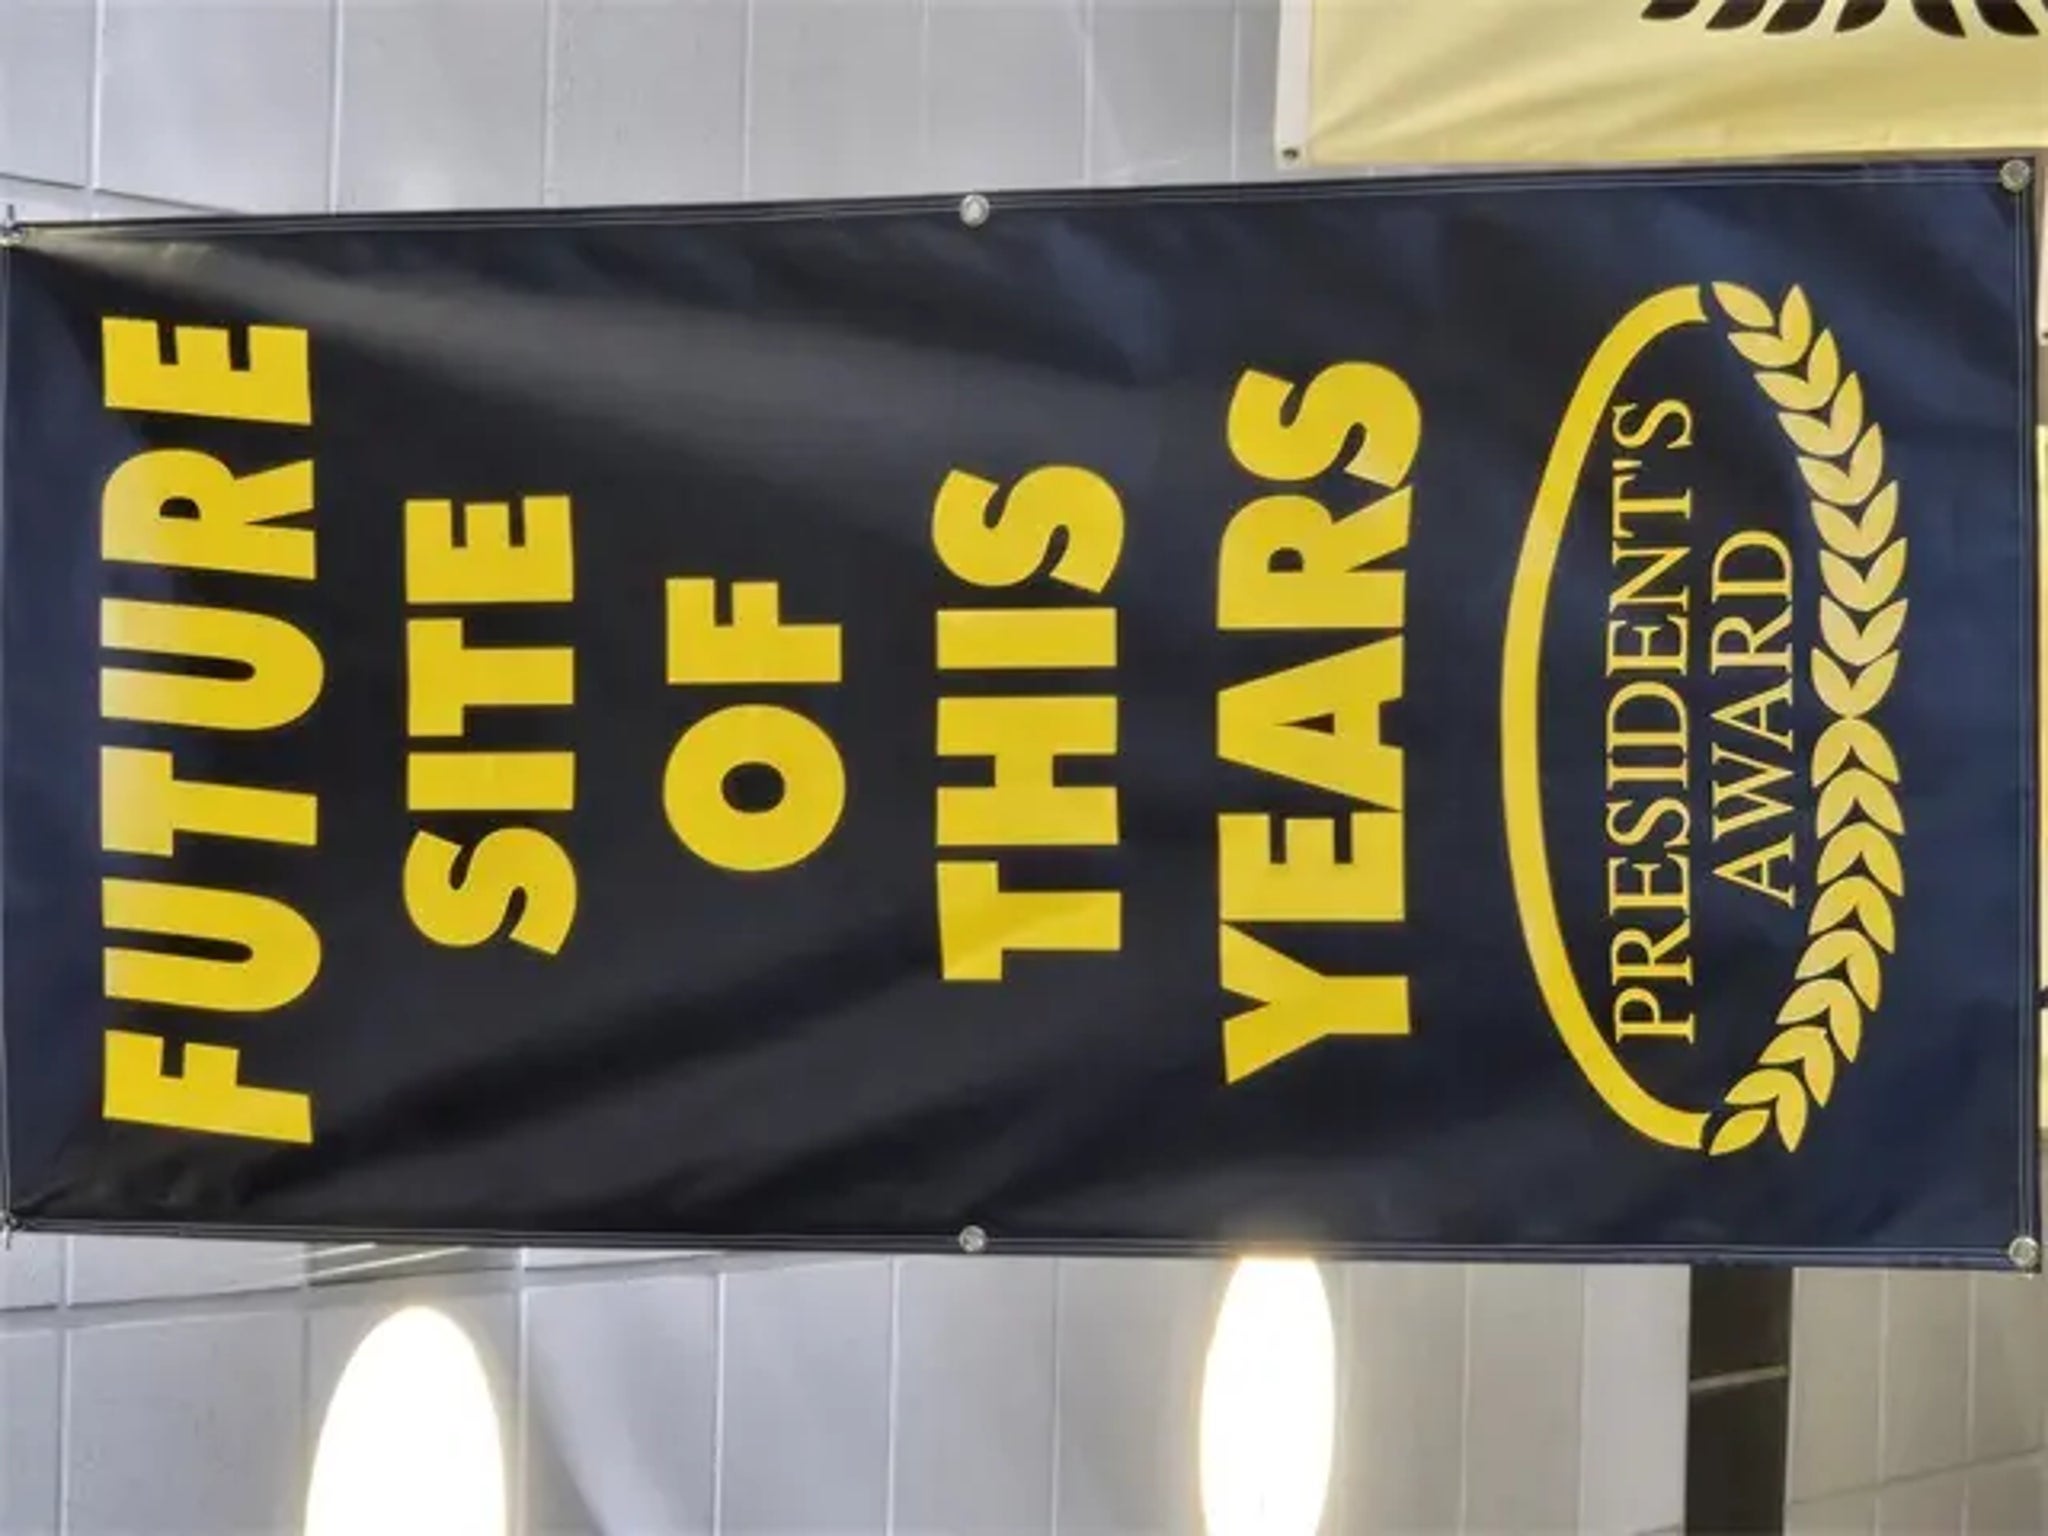 FUTURE
SITE
OF
THIS
YEARS
PRESIDENT'S
AWARD